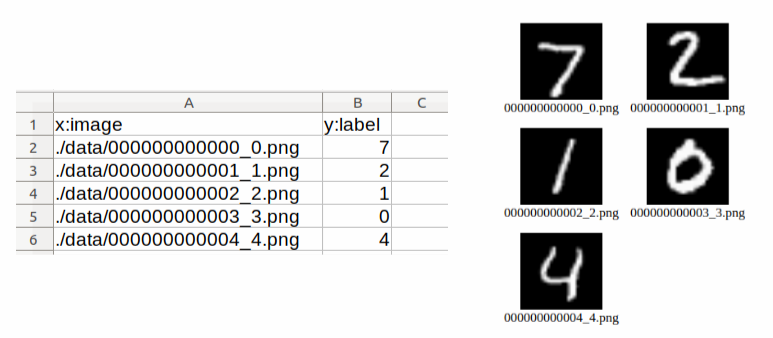 A B C
1 x:image y:label
2 ./data/000000000000_0.png 7
3 ./data/000000000001_1.png 2
4 ./data/000000000002_2.png 1
5 ./data/000000000003_3.png 0
6 ./data/000000000004_4.png 4
7 2
000000000000_0.png 000000000001_1.png
1 0
000000000002_2.png 000000000003_3.png
4
000000000004_4.png